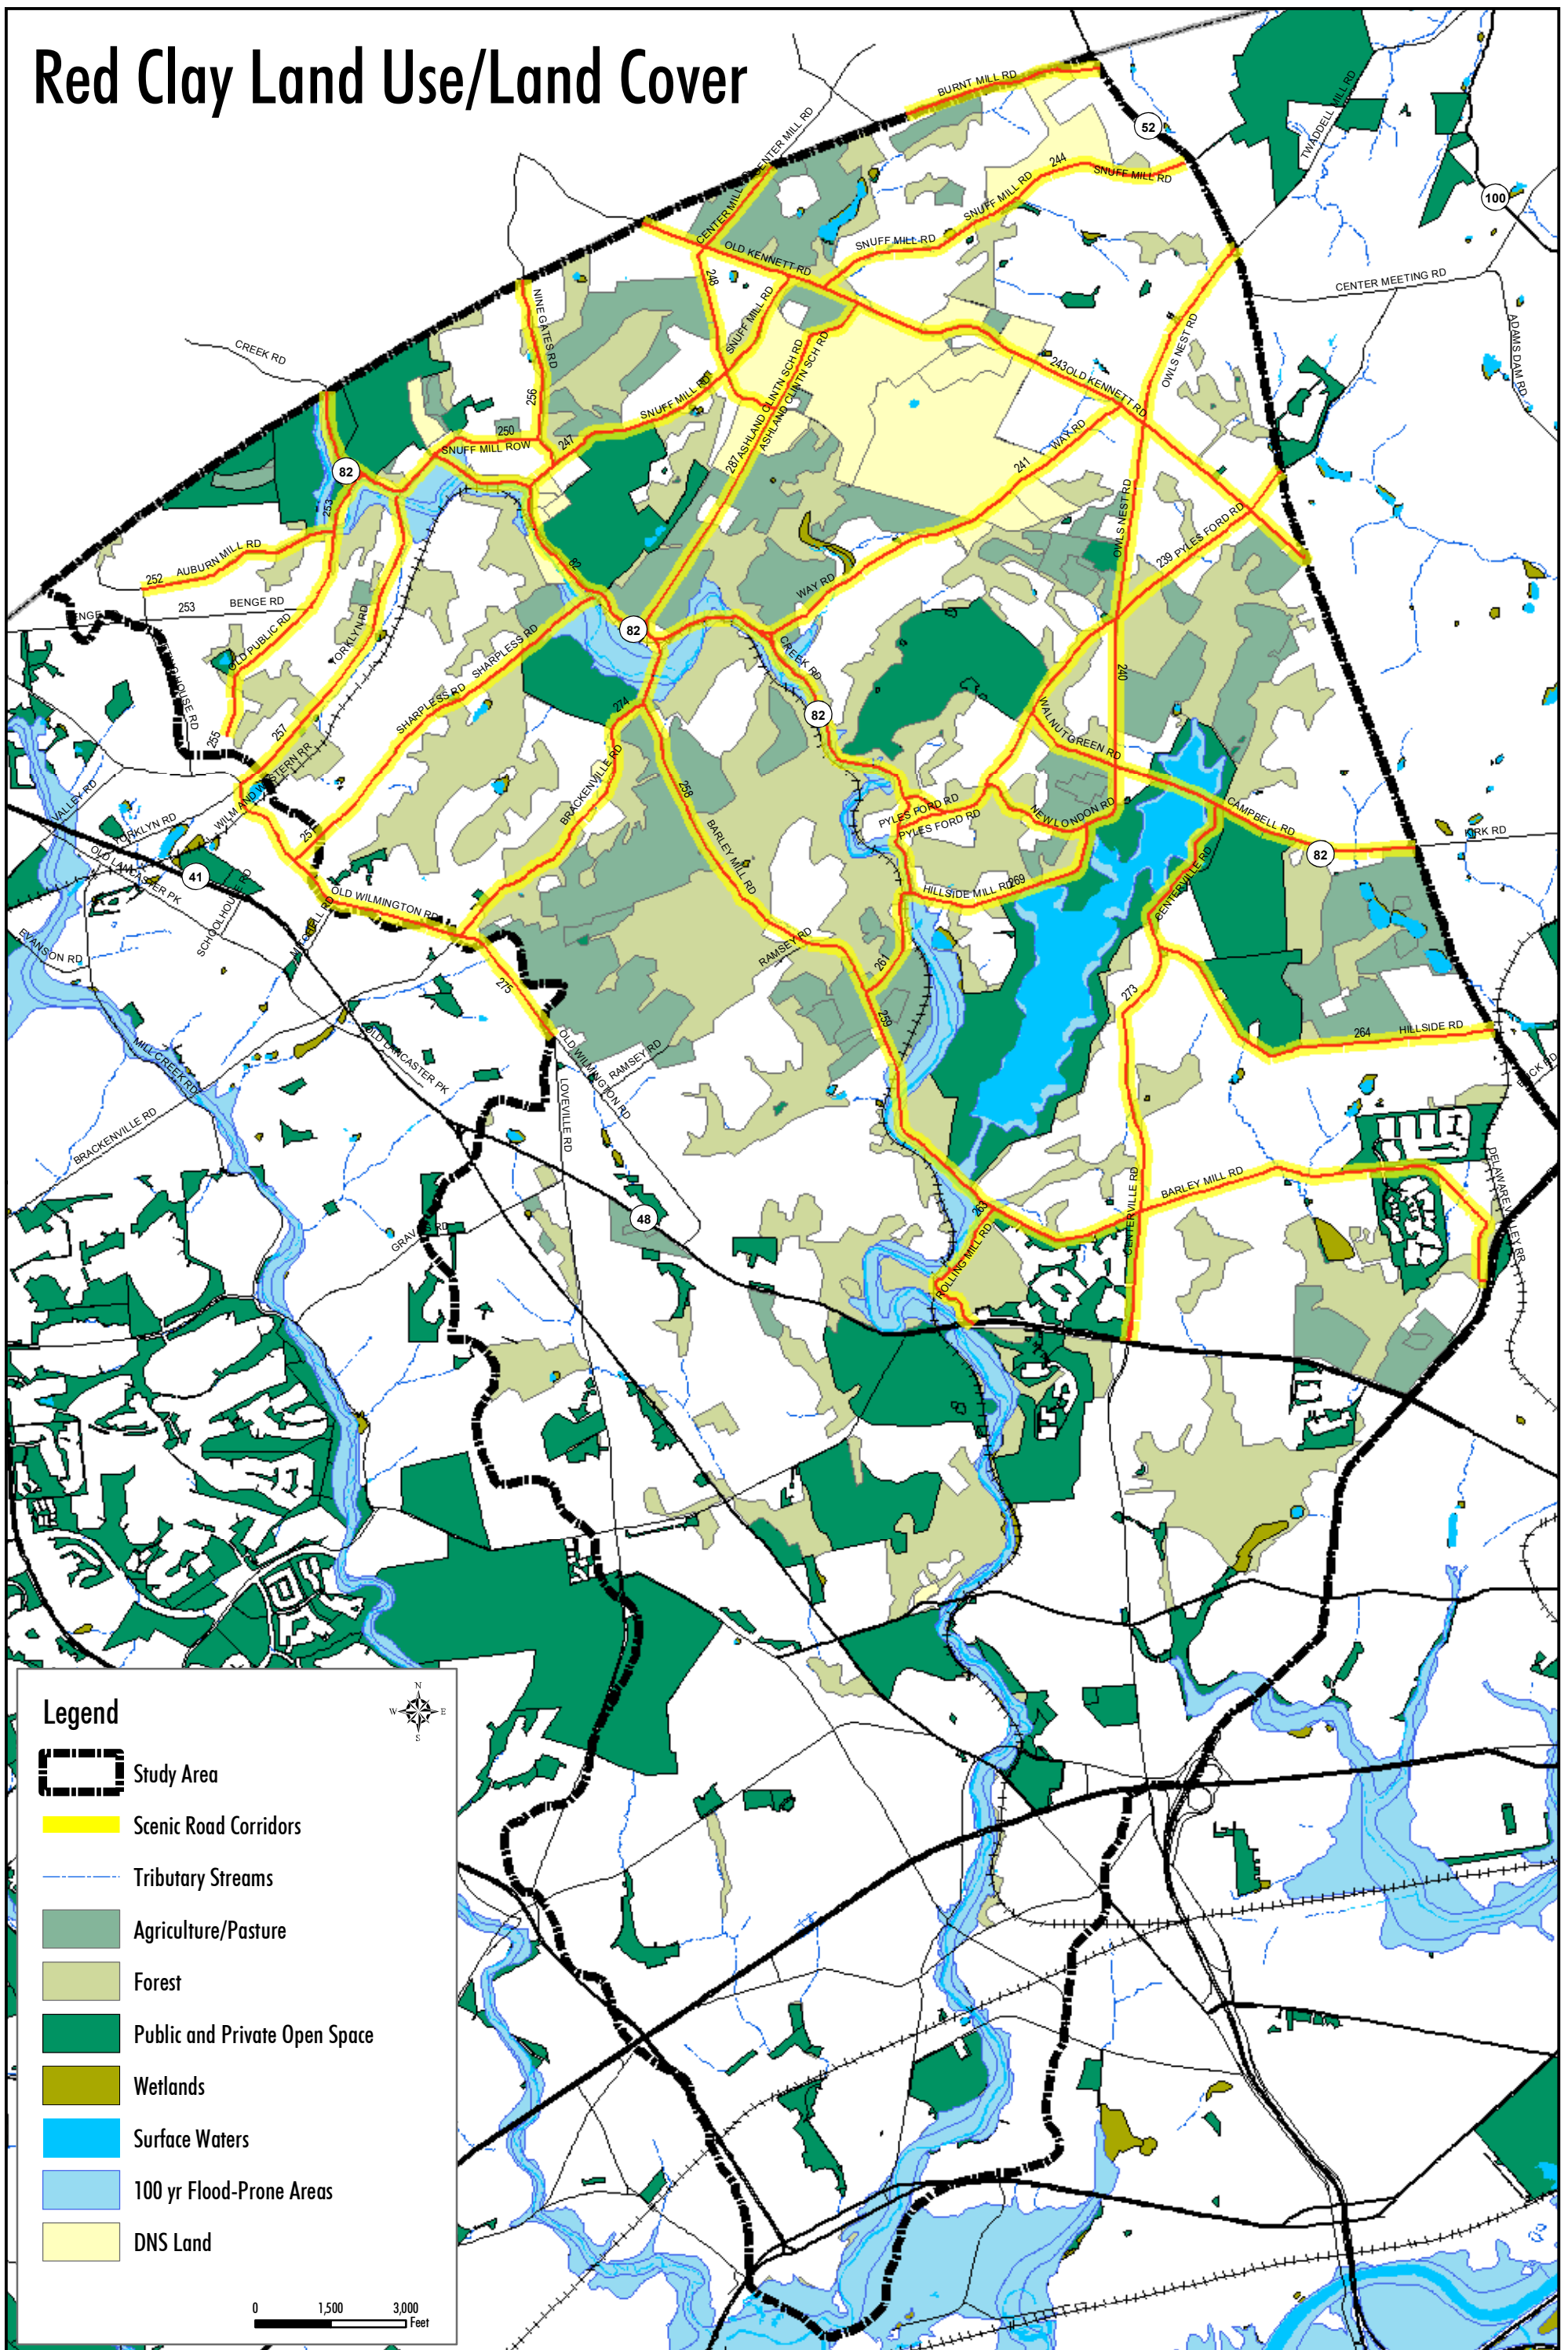 Red Clay Land Use/Land Cover
BURNT MILL RD
52
TWADDELL MILL RD
100
CENTER MILL RD
CENTER MILL
244
SNUFF MILL RD
SNUFF MILL RD
SNUFF MILL RD
OLD KENNETT RD
248
CENTER MEETING RD
ADAMS DAM RD
NINE GATES RD
SNUFF MILL RD
OWLS NEST RD
CREEK RD
ASHLAND CLINTN SCH RD
ASHLAND CLINTN SCH RD
287
243
OLD KENNETT RD
256
SNUFF MILL RD
250
SNUFF MILL ROW
247
WAY RD
241
82
253
OWLS NEST RD
239
PYLES FORD RD
AUBURN MILL RD
252
82
253
BENGE RD
WAY RD
OLD PUBLIC RD
82
SHARPLESS RD
SHARPLESS RD
CREEK RD
240
82
274
257
255
WALNUT GREEN RD
WILM AND WESTERN RR
VALLEY RD
YORKLYN RD
BRACKENVILLE RD
258
BARLEY MILL RD
PYLES FORD RD
PYLES FORD RD
NEW LONDON RD
CAMPBELL RD
82
KIRK RD
OLD LANCASTER PK
41
SCHOOLHOUSE RD
OLD WILMINGTON RD
HILLSIDE MILL RD
269
CENTERVILLE RD
EVANSON RD
RAMSEY RD
261
275
273
259
264
HILLSIDE RD
MILL CREEK RD
OLD LANCASTER PK
OLD WILMINGTON RD
RAMSEY RD
LOVEVILLE RD
BRACKENVILLE RD
DELAWARE VALLEY RR
BARLEY MILL RD
CENTERVILLE RD
48
ROLLING MILL RD
Legend
N
W
E
S
Study Area
Scenic Road Corridors
Tributary Streams
Agriculture/Pasture
Forest
Public and Private Open Space
Wetlands
Surface Waters
100 yr Flood-Prone Areas
DNS Land
0 1,500 3,000
Feet